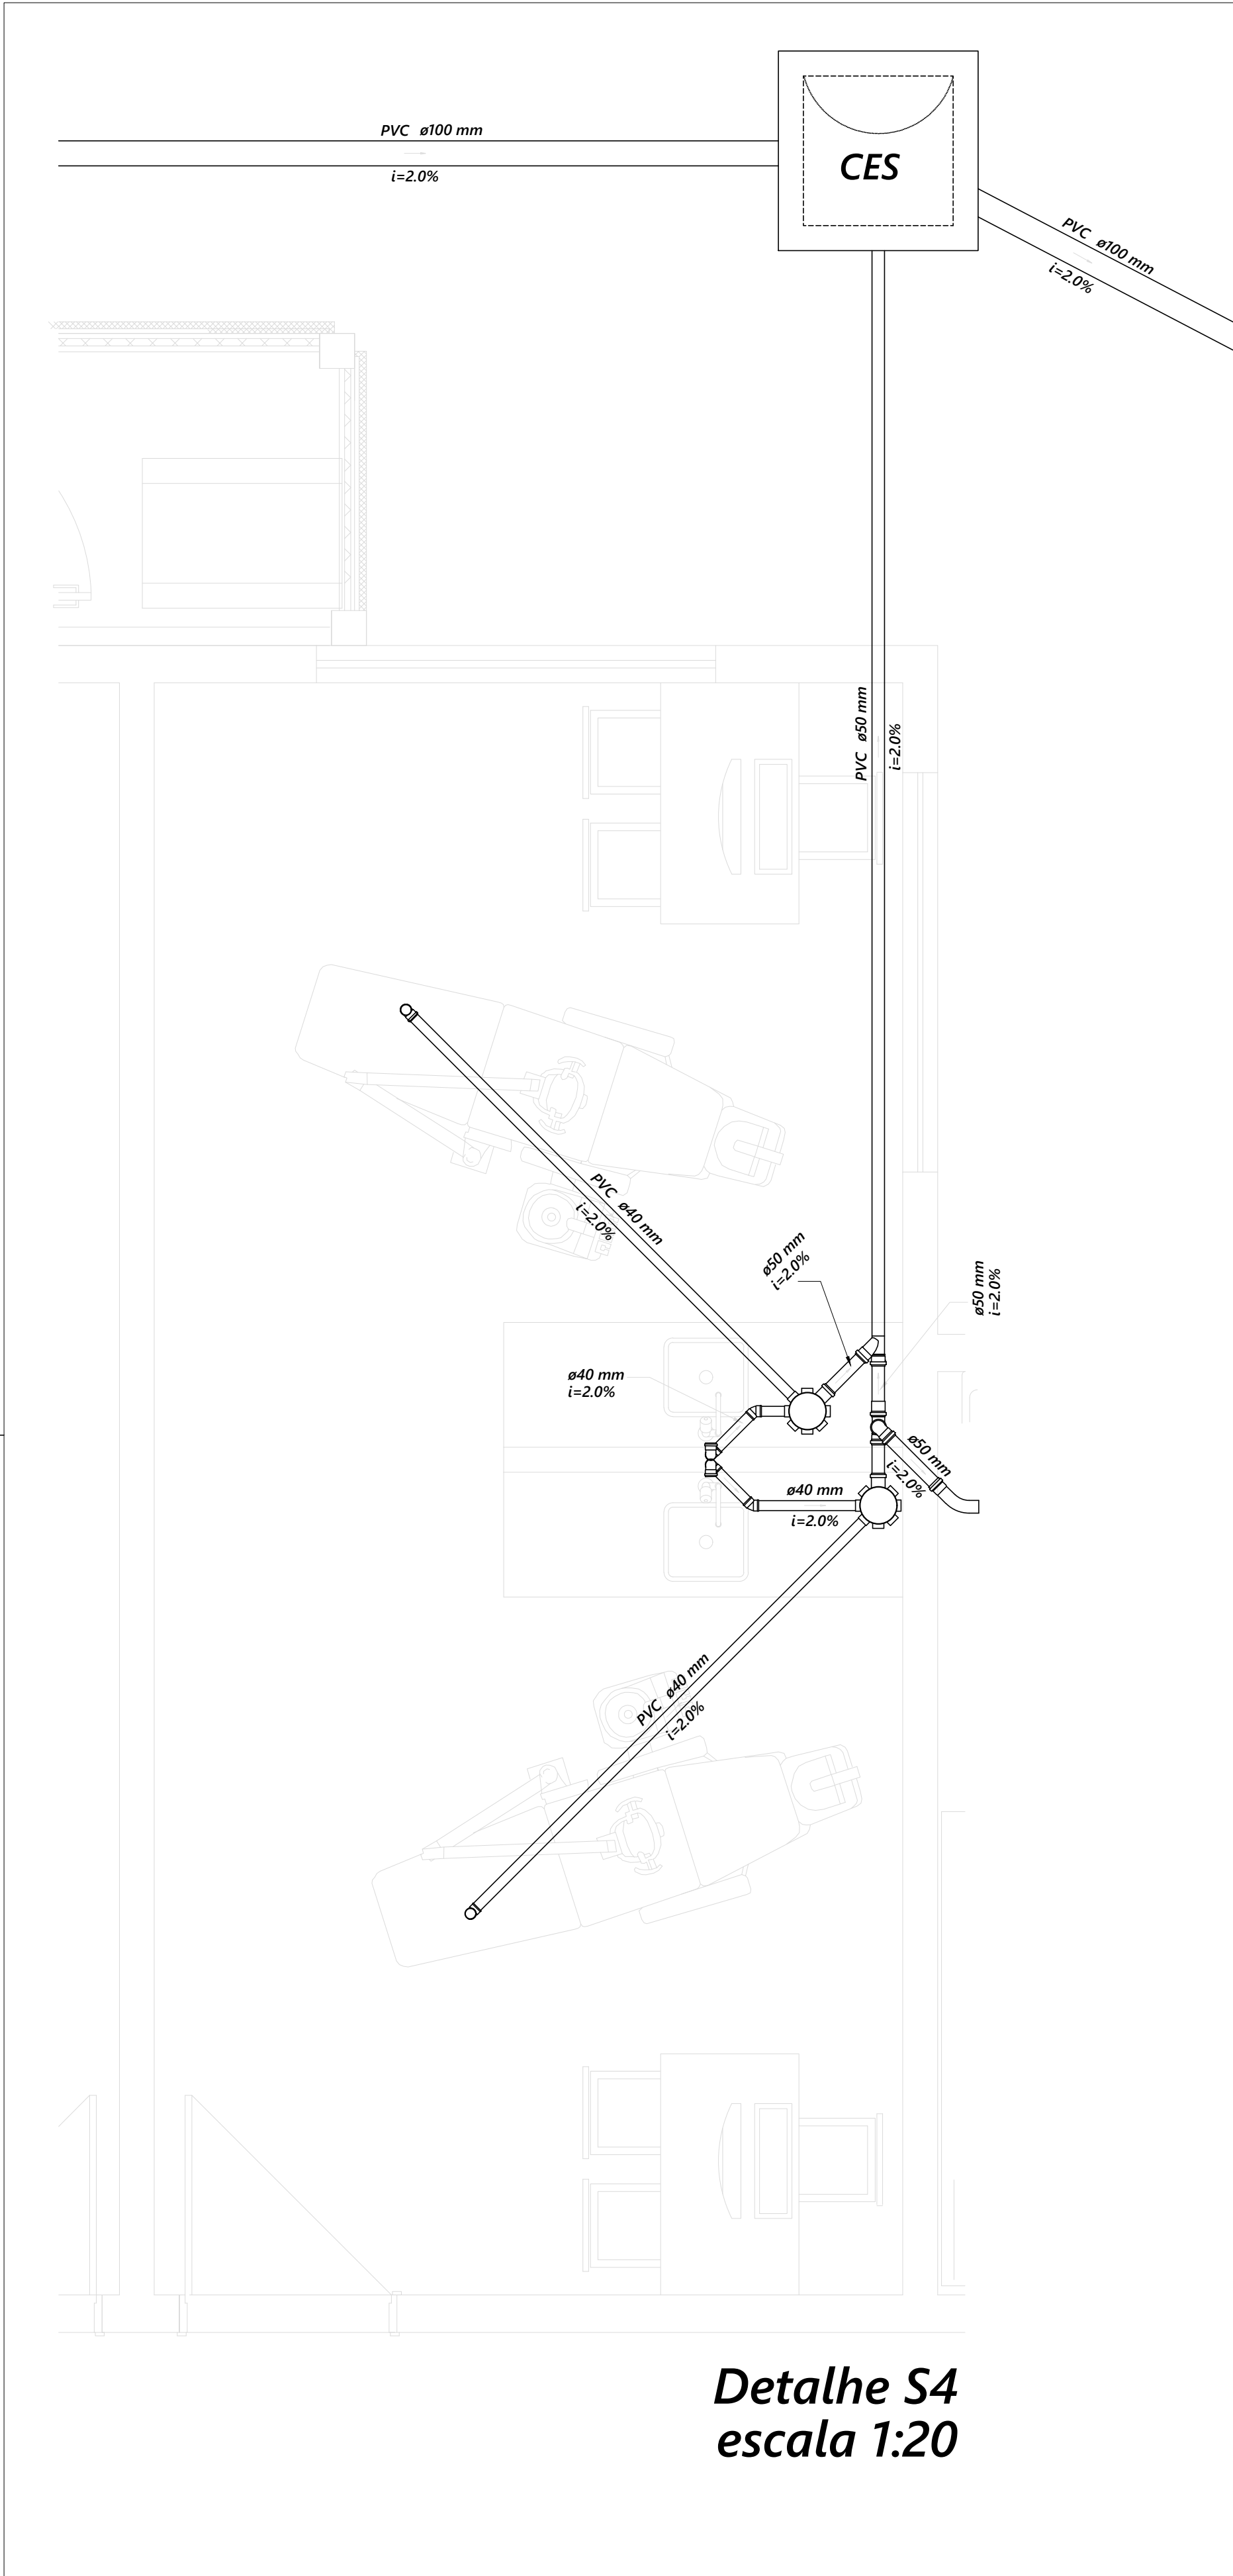 PVC ø100 mm
i=2.0%
CES
PVC ø100 mm
i=2.0%
PVC ø50 mm
i=2.0%
PVC ø40 mm
i=2.0%
ø50 mm
i=2.0%
ø50 mm
i=2.0%
ø40 mm
i=2.0%
ø50 mm
i=2.0%
ø40 mm
i=2.0%
PVC ø40 mm
i=2.0%
Detalhe S4
escala 1:20